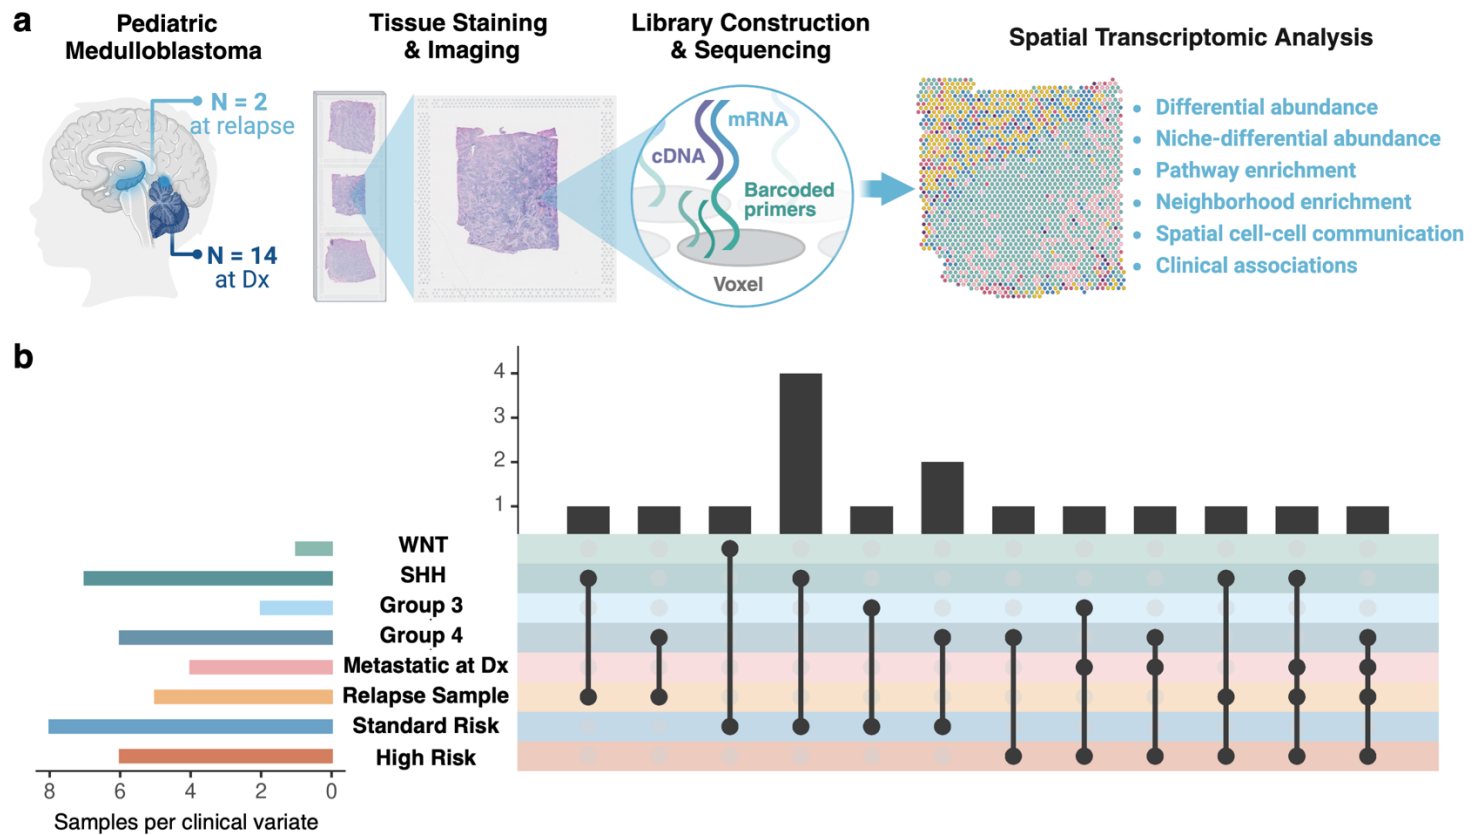 a
Pediatric
Medulloblastoma
N = 2
at relapse
N = 14
at Dx
Tissue Staining
& Imaging
Library Construction
& Sequencing
mRNA
cDNA
Barcoded
primers
Voxel
Spatial Transcriptomic Analysis
• Differential abundance
• Niche-differential abundance
• Pathway enrichment
• Neighborhood enrichment
• Spatial cell-cell communication
• Clinical associations
b
4
3
2
1
WNT
SHH
Group 3
Group 4
Metastatic at Dx
Relapse Sample
Standard Risk
High Risk
8 6 4 2 0
Samples per clinical variate